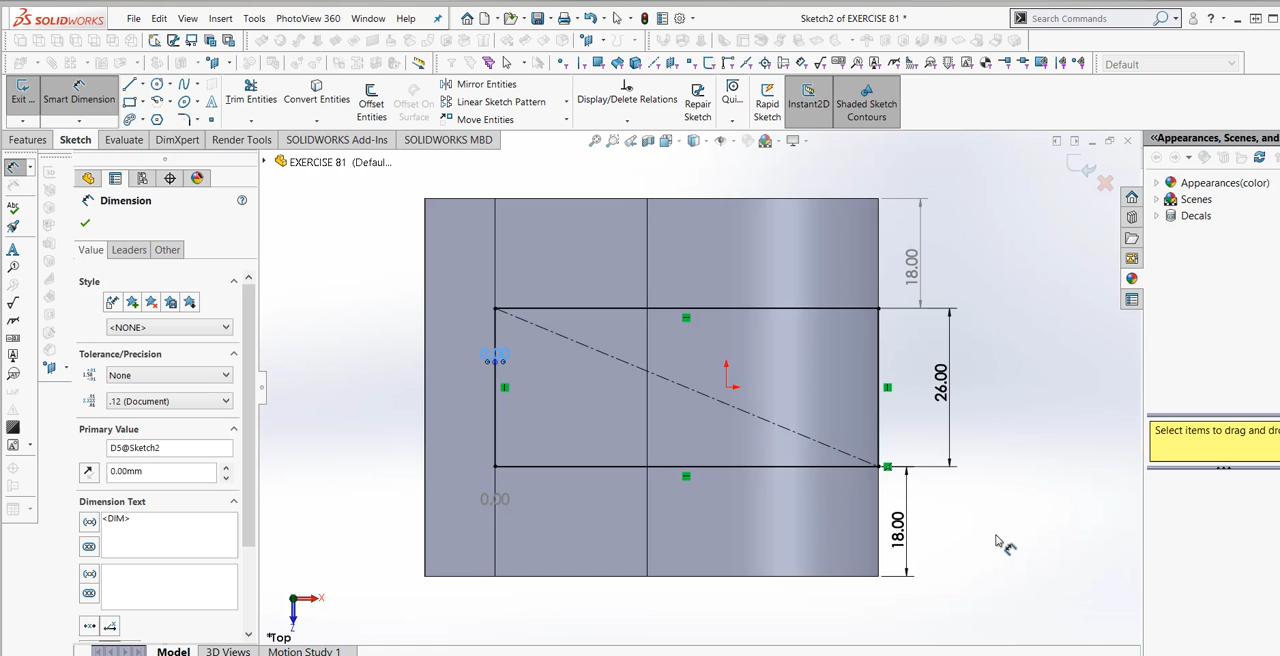 SOLIDWORKS
File Edit View Insert Tools PhotoView 360 Window Help
Sketch2 of EXERCISE 81 *
Search Commands
Default
Exit ...
Smart Dimension
Trim Entities
Convert Entities
Offset Entities
Offset On Surface
Mirror Entities
Linear Sketch Pattern
Move Entities
Display/Delete Relations
Repair Sketch
Qui...
Rapid Sketch
Instant2D
Shaded Sketch Contours
Features Sketch Evaluate DimXpert Render Tools SOLIDWORKS Add-Ins SOLIDWORKS MBD
EXERCISE 81 (Defaul...
<<Appearances, Scenes, and
Appearances(color)
Scenes
Decals
Select items to drag and dro
Dimension
Value Leaders Other
Style
<NONE>
Tolerance/Precision
None
.12 (Document)
Primary Value
D5@Sketch2
0.00mm
Dimension Text
<DIM>
18.00
0.00
26.00
0.00
18.00
X
Z
*Top
Model 3D Views Motion Study 1